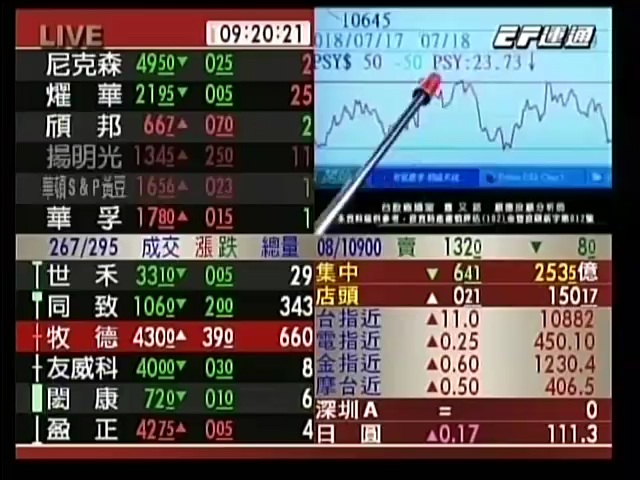 LIVE 09:20:21
尼克森 4950▼ 025 2
燿華 2195▼ 005 25
頎邦 667▲ 070 2
揚明光 1345▲ 250 11
華頓S&P黃豆 1656▲ 023 1
華孚 1780▲ 015 1
10645
018/07/17 07/18
PSY$ 50 -50 PSY:23.73↓
267/295 成交 漲跌 總量
08/10900 賣 1320 ▼ 80
世禾 3310▼ 005 29
同致 1060▼ 200 343
牧德 4300▲ 390 660
友威科 4000▼ 030 8
閎康 720▼ 010 6
盈正 4275▲ 005 4
集中 ▼ 641 2535億
店頭 ▲ 021 15017
台指近 ▲11.0 10882
電指近 ▲0.25 450.10
金指近 ▲0.60 1230.4
摩台近 ▲0.50 406.5
深圳A = 0
日圓 ▲0.17 111.3